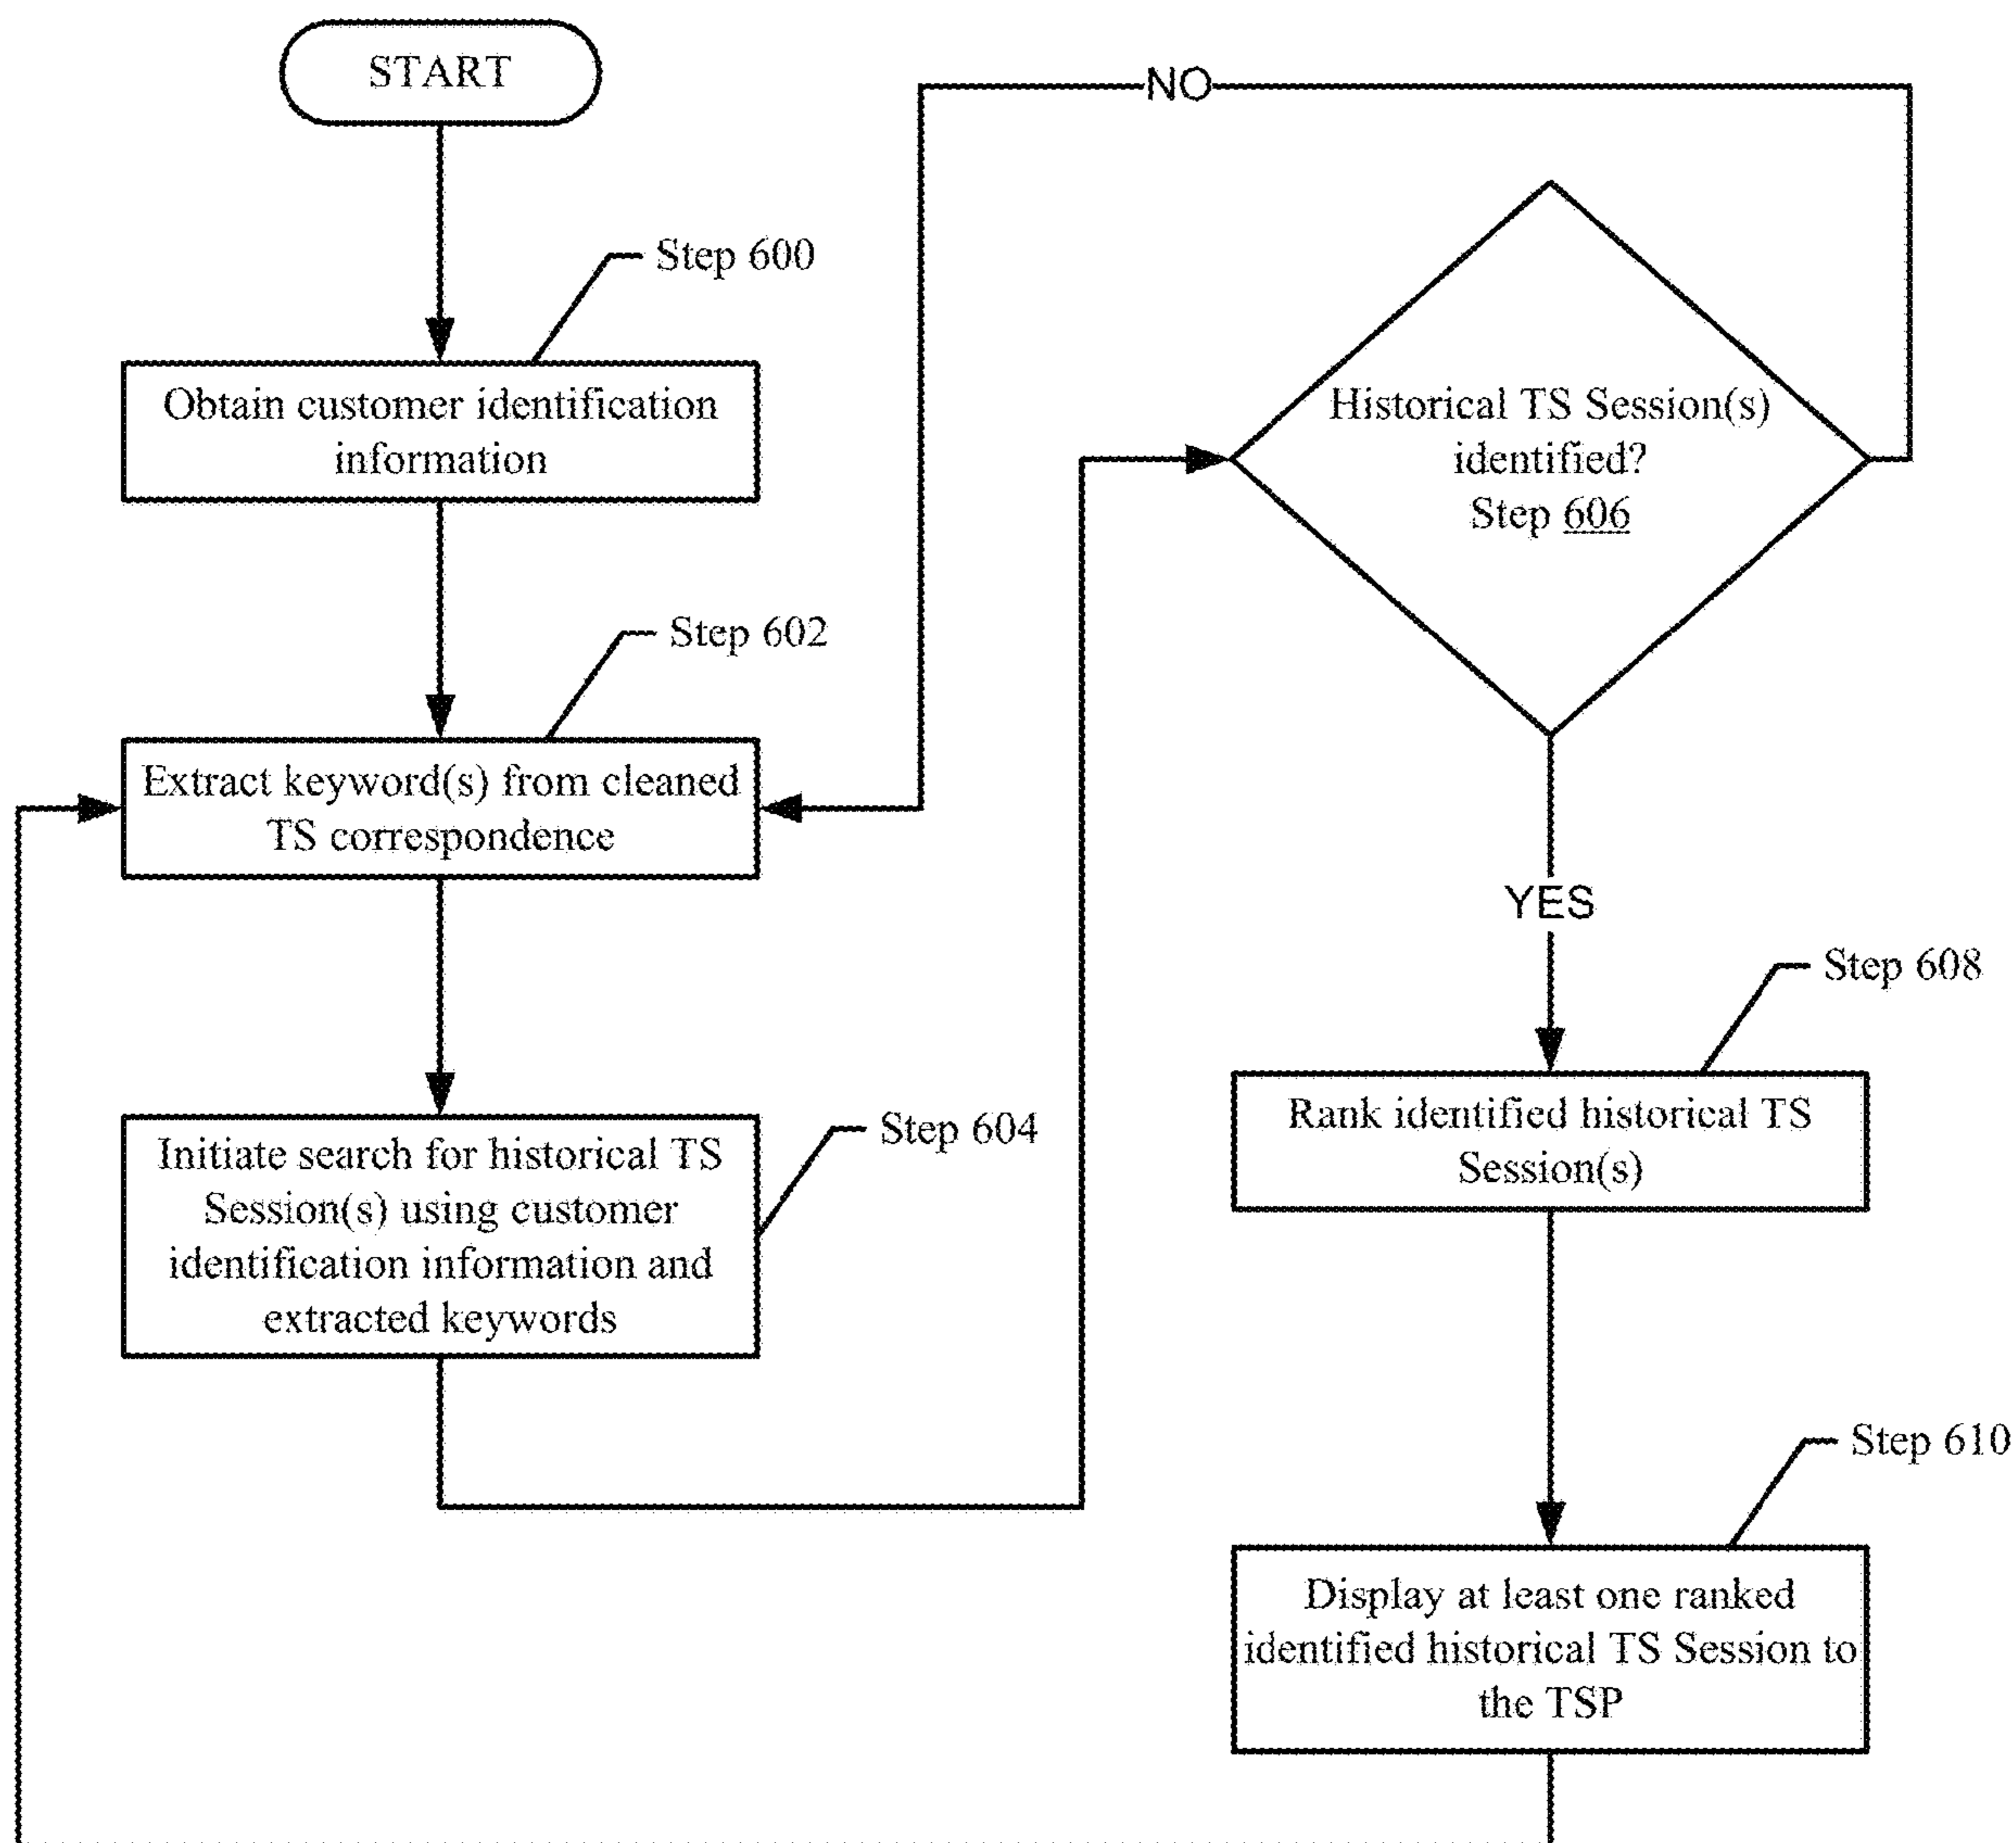 START
Step 600
Obtain customer identification
information
Step 602
Extract keyword(s) from cleaned
TS correspondence
Step 604
Initiate search for historical TS
Session(s) using customer
identification information and
extracted keywords
NO
Historical TS Session(s)
identified?
Step 606
YES
Step 608
Rank identified historical TS
Session(s)
Step 610
Display at least one ranked
identified historical TS Session to
the TSP